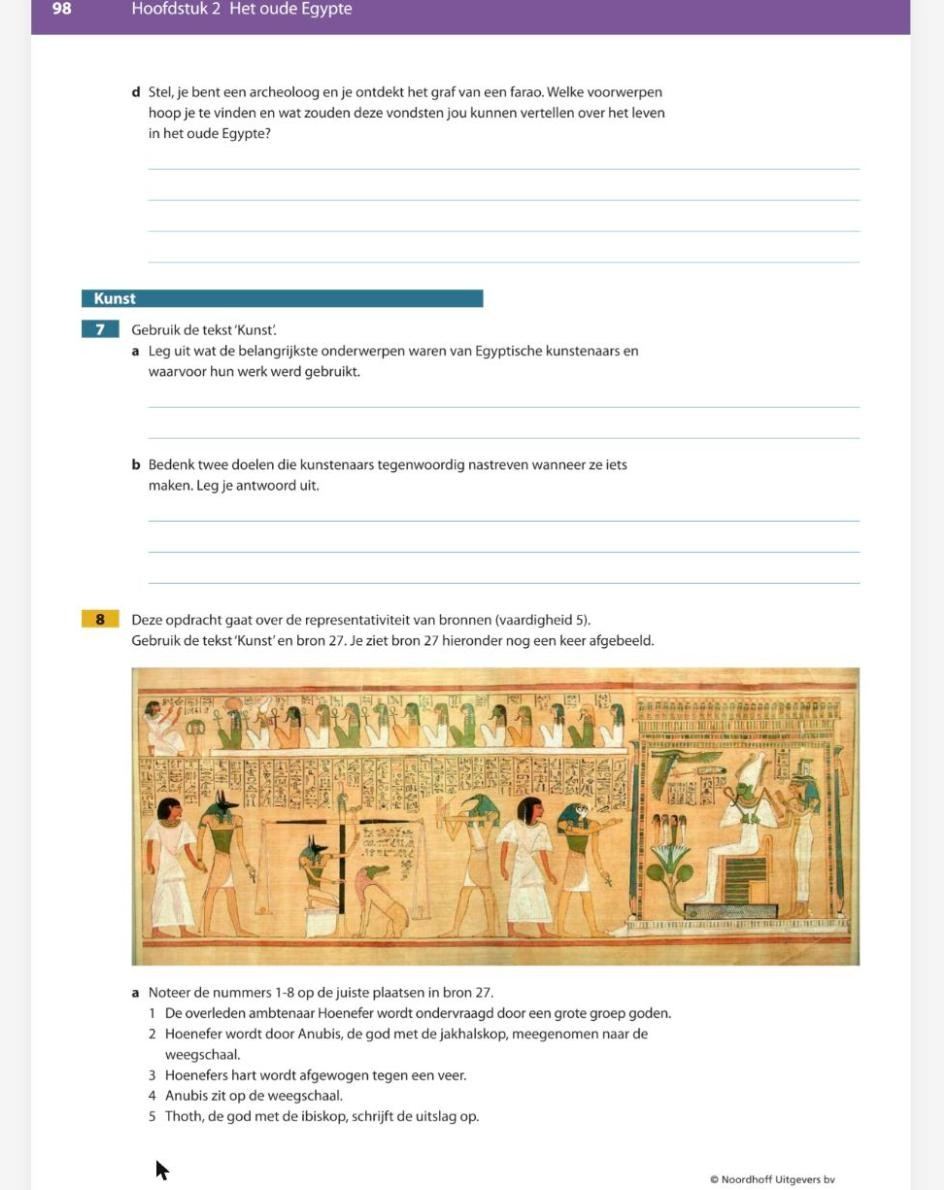 98 Hoofdstuk 2 Het oude Egypte
d Stel, je bent een archeoloog en je ontdekt het graf van een farao. Welke voorwerpen
hoop je te vinden en wat zouden deze vondsten jou kunnen vertellen over het leven
in het oude Egypte?
Kunst
7 Gebruik de tekst ‘Kunst’.
a Leg uit wat de belangrijkste onderwerpen waren van Egyptische kunstenaars en
waarvoor hun werk werd gebruikt.
b Bedenk twee doelen die kunstenaars tegenwoordig nastreven wanneer ze iets
maken. Leg je antwoord uit.
8 Deze opdracht gaat over de representativiteit van bronnen (vaardigheid 5).
Gebruik de tekst ‘Kunst’ en bron 27. Je ziet bron 27 hieronder nog een keer afgebeeld.
a Noteer de nummers 1-8 op de juiste plaatsen in bron 27.
1 De overleden ambtenaar Hoenefer wordt ondervraagd door een grote groep goden.
2 Hoenefer wordt door Anubis, de god met de jakhalskop, meegenomen naar de
weegschaal.
3 Hoenefers hart wordt afgewogen tegen een veer.
4 Anubis zit op de weegschaal.
5 Thoth, de god met de ibiskop, schrijft de uitslag op.
© Noordhoff Uitgevers bv